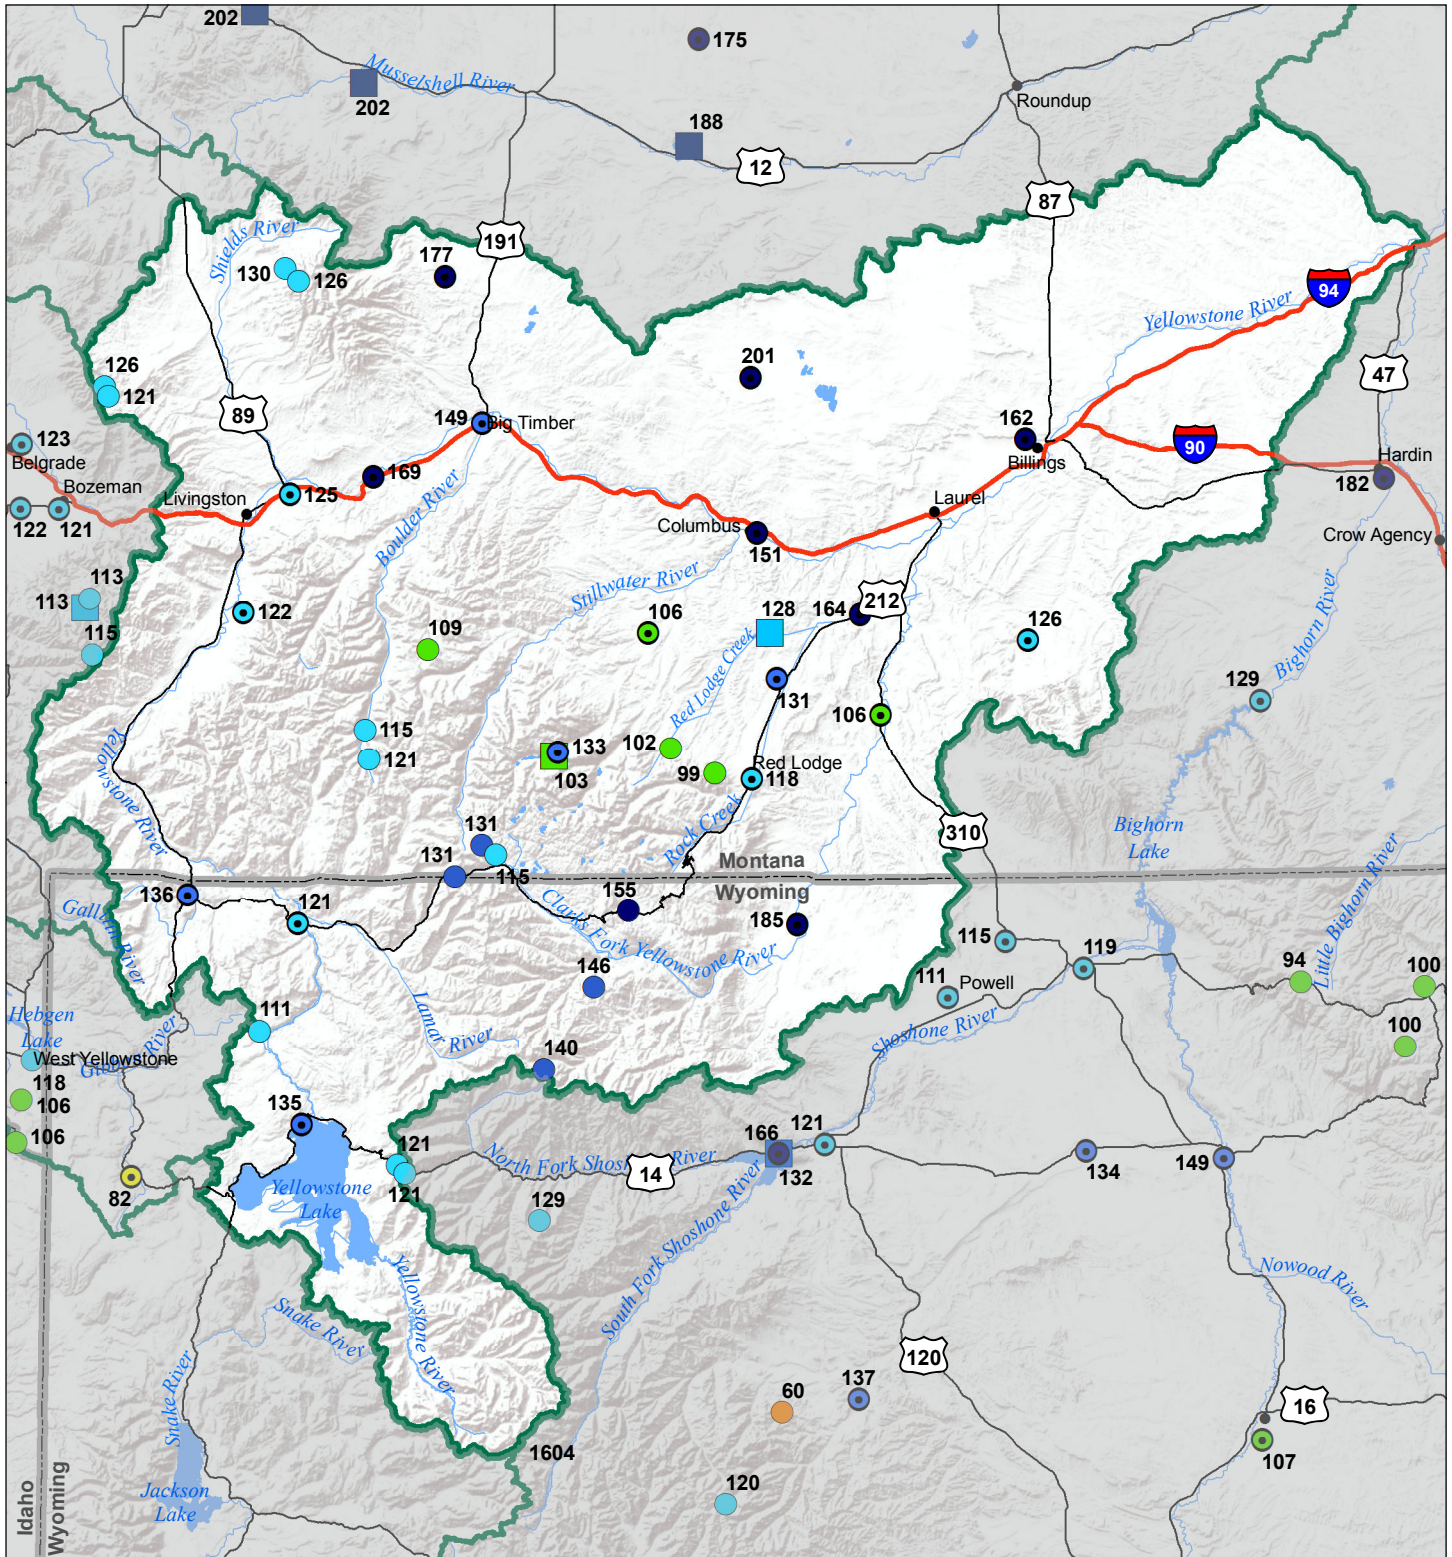 202
175
Musselshell River
202
Roundup
188
12
87
191
Shields River
177
130
126
94
Yellowstone River
201
126
121
47
89
149
Big Timber
162
123
Belgrade
Billings
90
Hardin
169
182
Bozeman
Livingston
125
Laurel
122
121
Columbus
151
Crow Agency
Boulder River
Stillwater River
113
113
122
106
128
164
212
126
115
109
Red Lodge Creek
Bighorn River
131
129
106
115
Yellowstone River
121
133
103
102
99
Red Lodge
118
Rock Creek
310
Bighorn
Lake
131
131
115
Montana
Wyoming
Little Bighorn River
136
121
155
185
Gallatin River
Clarks Fork Yellowstone River
115
119
94
100
146
111
Powell
Hebgen
Lake
111
Lamar River
Shoshone River
West Yellowstone
Gibbon River
100
140
118
106
135
106
121
166
132
121
134
149
82
121
North Fork Shoshone River
14
Yellowstone
Lake
129
South Fork Shoshone River
Nowood River
Yellowstone River
Snake River
Snake River
120
60
137
16
107
1604
120
Jackson
Lake
Idaho
Wyoming